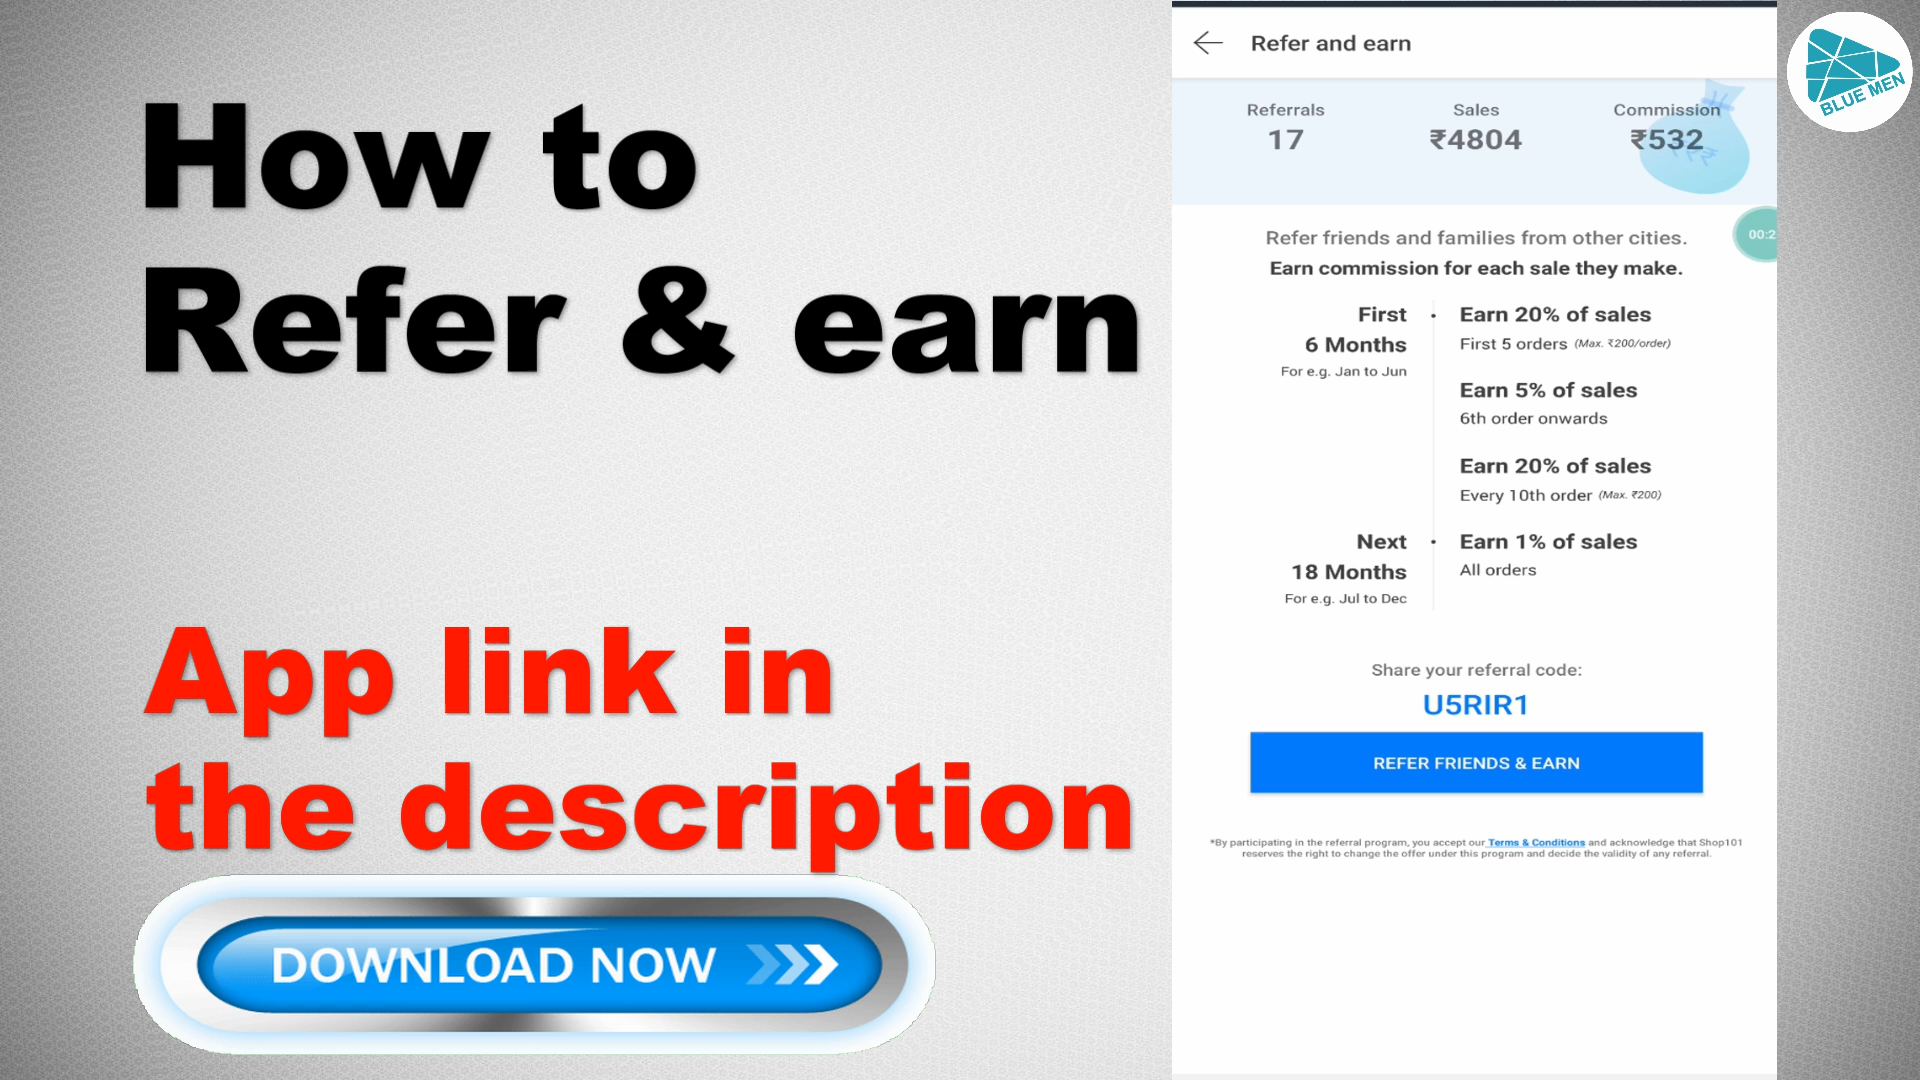 How to
Refer & earn
App link in
the description
DOWNLOAD NOW
Refer and earn
Referrals Sales Commission
17 ₹4804 ₹532
00:2
Refer friends and families from other cities.
Earn commission for each sale they make.
First
6 Months
For e.g. Jan to Jun
Earn 20% of sales
First 5 orders (Max. ₹200/order)
Earn 5% of sales
6th order onwards
Earn 20% of sales
Every 10th order (Max. ₹200)
Next
18 Months
For e.g. Jul to Dec
Earn 1% of sales
All orders
Share your referral code:
U5RIR1
REFER FRIENDS & EARN
*By participating in the referral program, you accept our Terms & Conditions and acknowledge that Shop101
reserves the right to change the offer under this program and decide the validity of any referral.
BLUE MEN